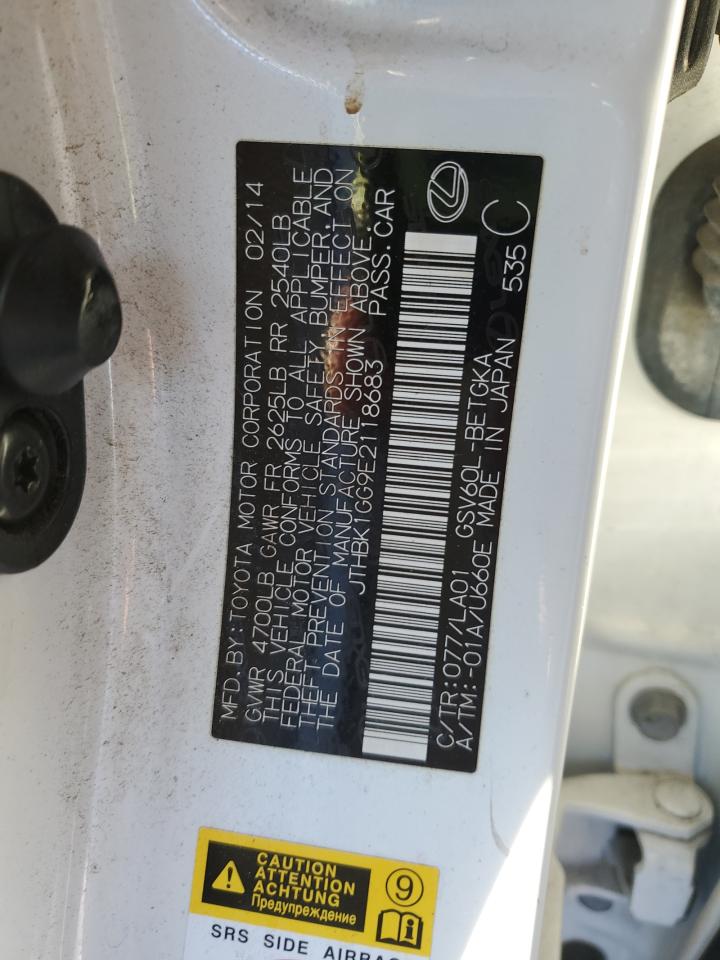 MFD.BY:TOYOTA MOTOR CORPORATION 02/14
GVWR 4700LB GAWR FR 2625LB RR 2540LB
THIS VEHICLE CONFORMS TO ALL APPLICABLE
FEDERAL MOTOR VEHICLE SAFETY, BUMPER, AND
THEFT PREVENTION STANDARDS IN EFFECT ON
THE DATE OF MANUFACTURE SHOWN ABOVE.
JTHBK1GG9E2118683 PASS.CAR
C/TR:077/LA01 GSV60L-BETGKA
A/TM:-01A/U660E MADE IN JAPAN 535 C
CAUTION
ATTENTION
ACHTUNG
Предупреждение
9
SRS SIDE